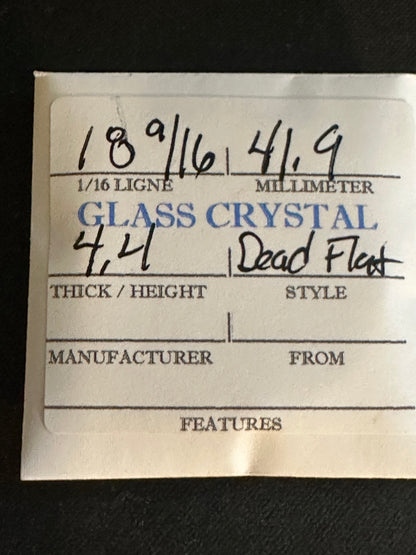 18 9/16 41.9
1/16 LIGNE MILLIMETER
GLASS CRYSTAL
4.4 Dead Flat
THICK / HEIGHT STYLE
MANUFACTURER FROM
FEATURES